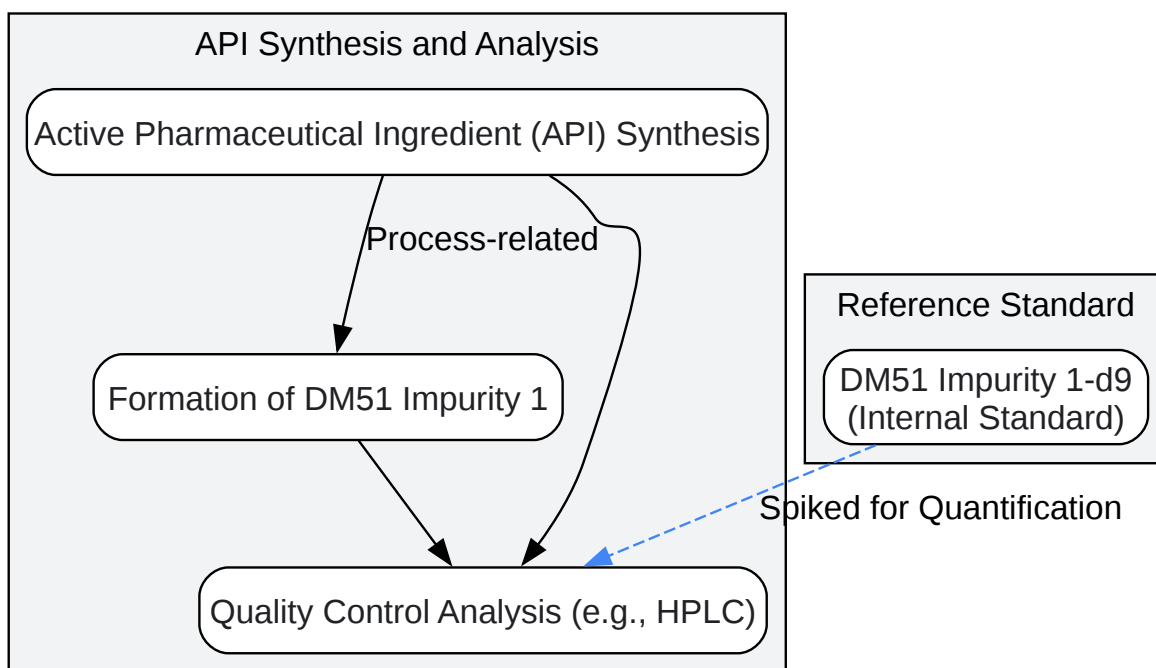 API Synthesis and Analysis
Active Pharmaceutical Ingredient (API) Synthesis
Process-related
Formation of DM51 Impurity 1
Reference Standard
DM51 Impurity 1-d9
(Internal Standard)
Spiked for Quantification
Quality Control Analysis (e.g., HPLC)